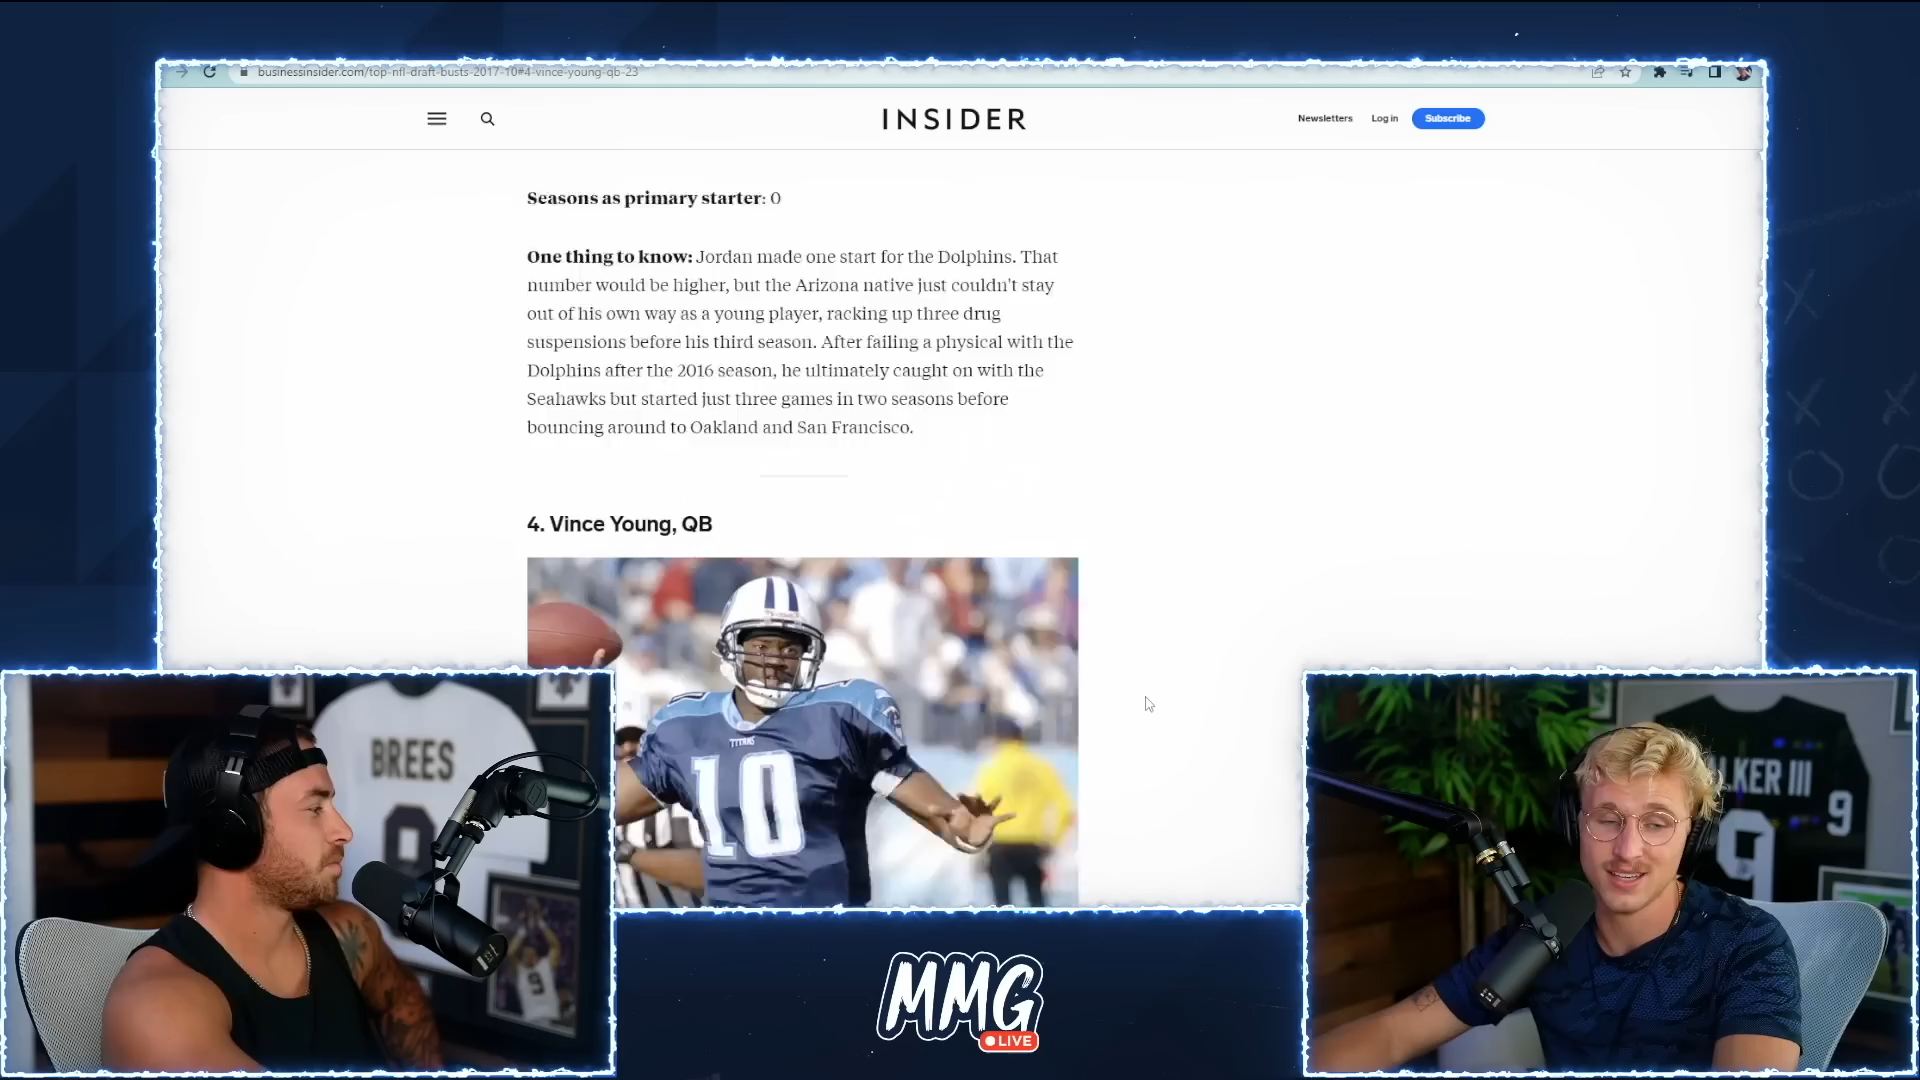 businessinsider.com/top-nfl-draft-busts-2017-10#4-vince-young-qb-23
INSIDER
Newsletters
Log in
Subscribe
Seasons as primary starter: 0
One thing to know: Jordan made one start for the Dolphins. That
number would be higher, but the Arizona native just couldn't stay
out of his own way as a young player, racking up three drug
suspensions before his third season. After failing a physical with the
Dolphins after the 2016 season, he ultimately caught on with the
Seahawks but started just three games in two seasons before
bouncing around to Oakland and San Francisco.
4. Vince Young, QB
TITANS
10
BREES
9
9
LKER III
9
9
MMG
LIVE